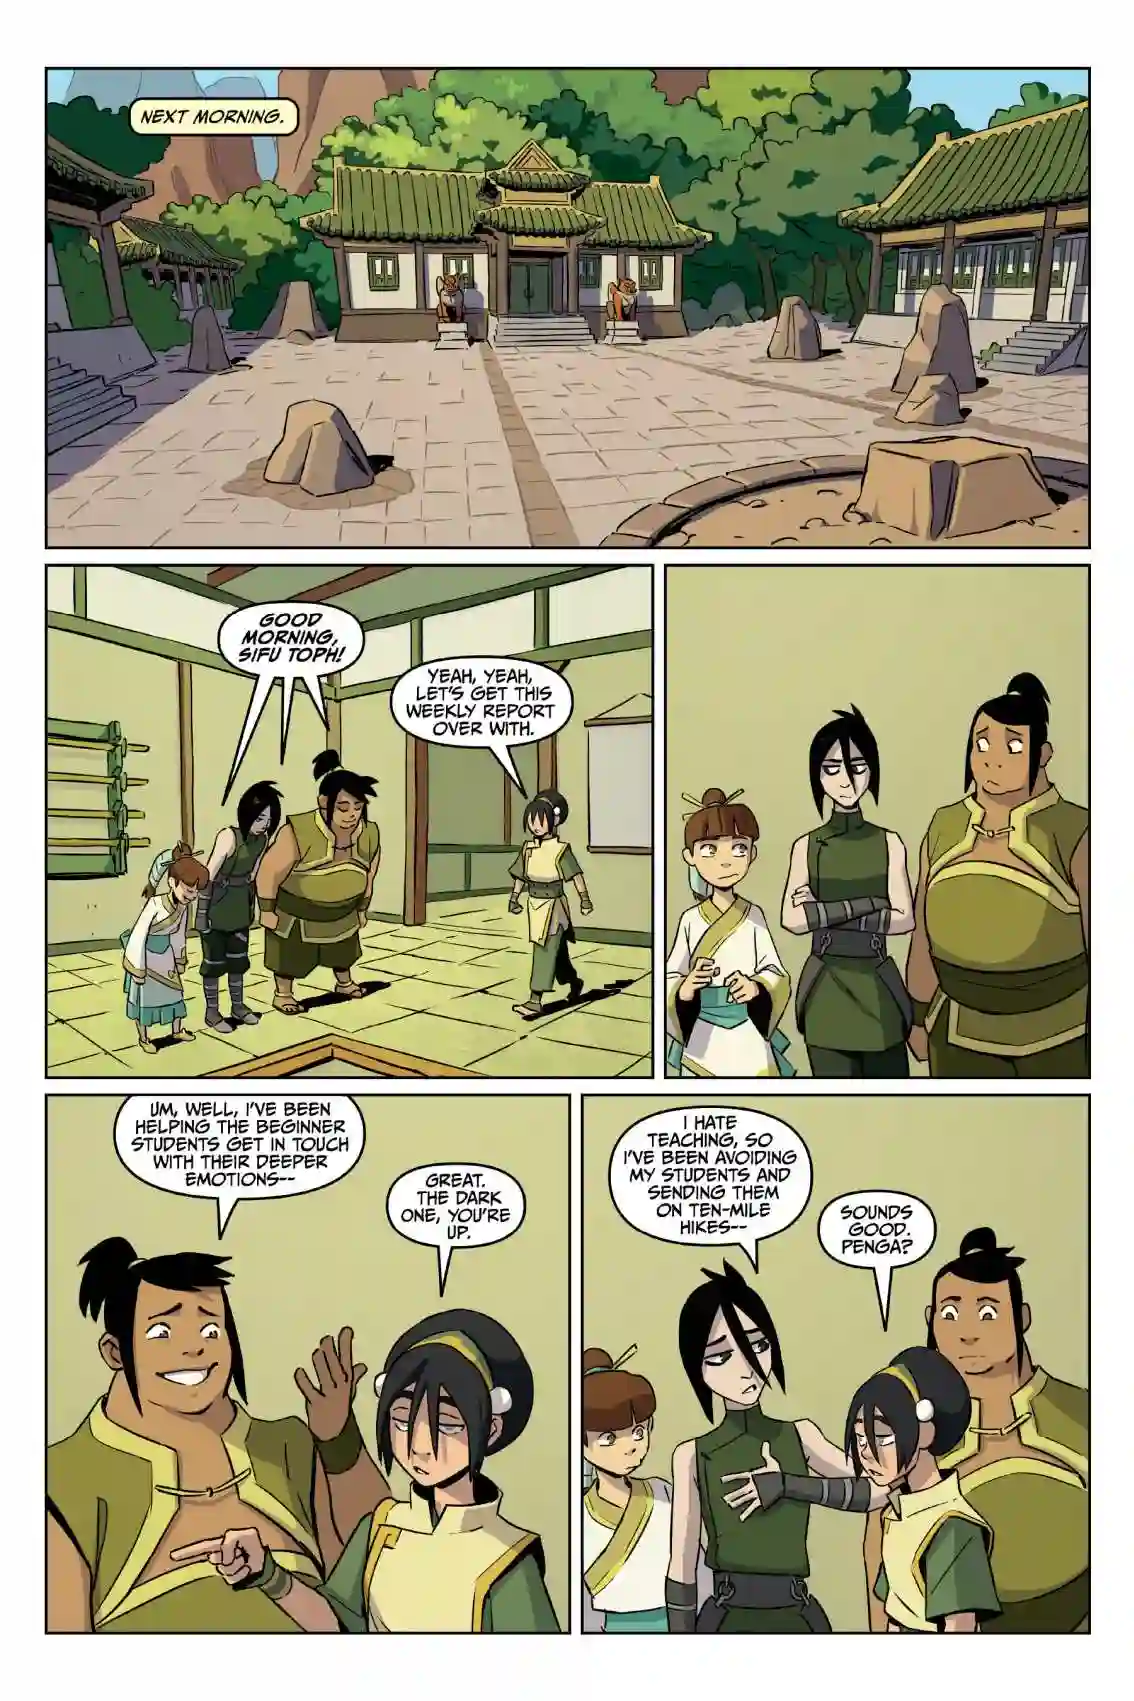 NEXT MORNING.
GOOD
MORNING,
SIFU TOPH!
YEAH, YEAH,
LET'S GET THIS
WEEKLY REPORT
OVER WITH.
UM, WELL, I'VE BEEN
HELPING THE BEGINNER
STUDENTS GET IN TOUCH
WITH THEIR DEEPER
EMOTIONS--
GREAT.
THE DARK
ONE, YOU'RE
UP.
I HATE
TEACHING, SO
I'VE BEEN AVOIDING
MY STUDENTS AND
SENDING THEM
ON TEN-MILE
HIKES--
SOUNDS
GOOD.
PENGA?